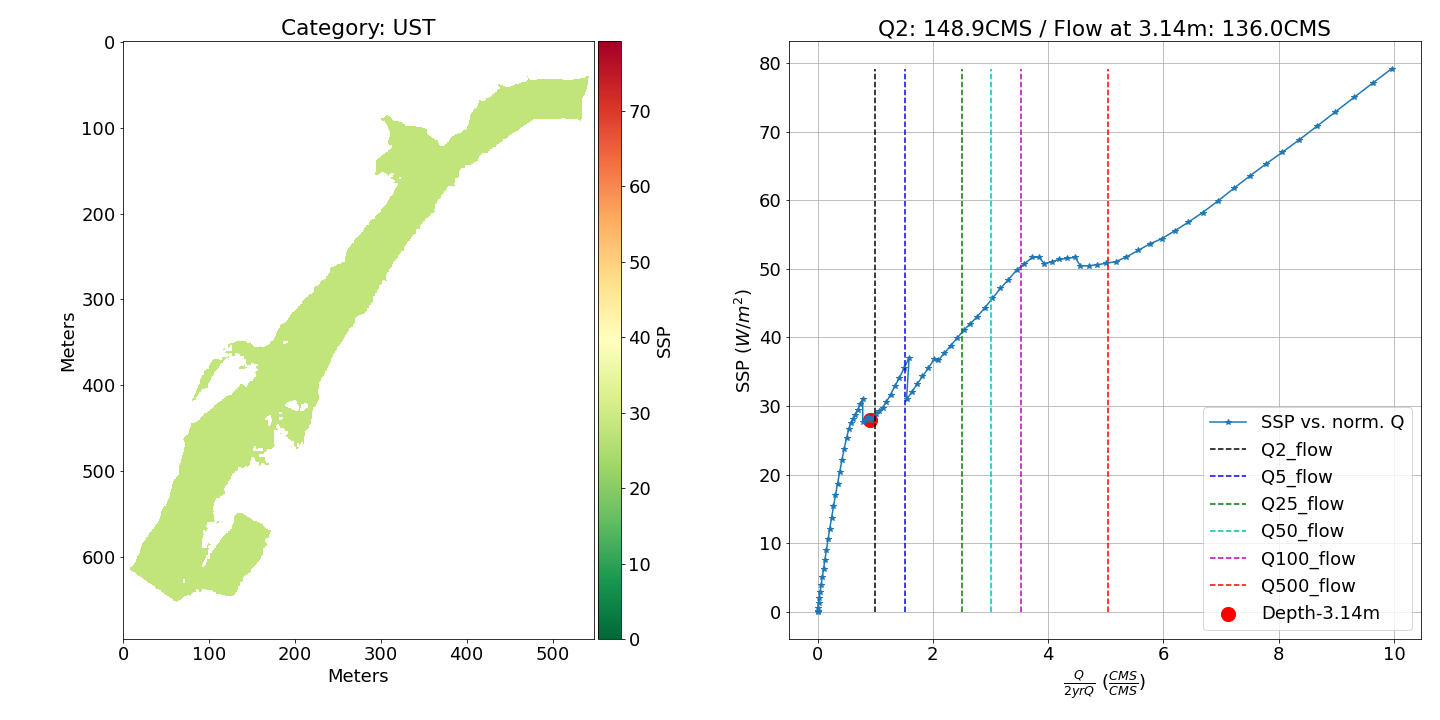 Category: UST
0
100
200
300
400
500
600
Meters
0 100 200 300 400 500
Meters
70
60
50
40
30
20
10
0
SSP
Q2: 148.9CMS / Flow at 3.14m: 136.0CMS
80
70
60
50
40
30
20
10
0
SSP (W/m²)
0 2 4 6 8 10
Q/2yrQ (CMS/CMS)
SSP vs. norm. Q
Q2_flow
Q5_flow
Q25_flow
Q50_flow
Q100_flow
Q500_flow
Depth-3.14m